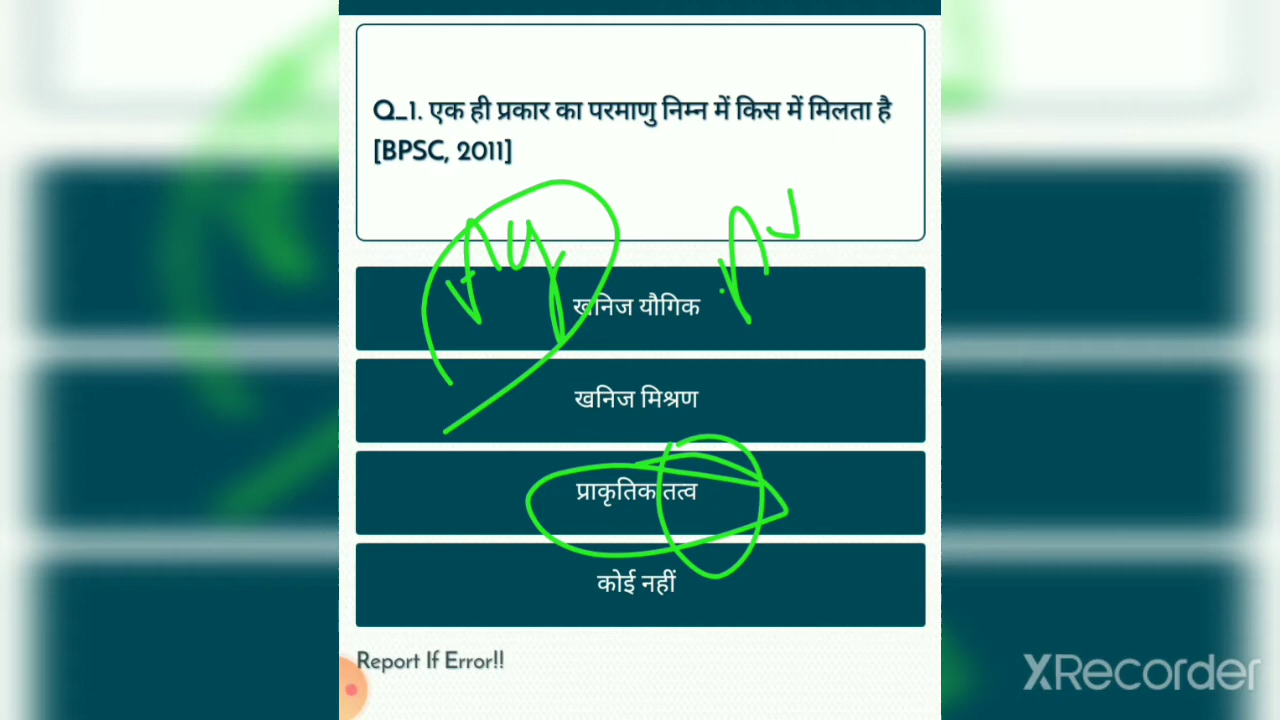 Q_1. एक ही प्रकार का परमाणु निम्न में किस में मिलता है
[BPSC, 2011]
खनिज यौगिक
खनिज मिश्रण
प्राकृतिक तत्व
कोई नहीं
Report If Error!!
XRecorder